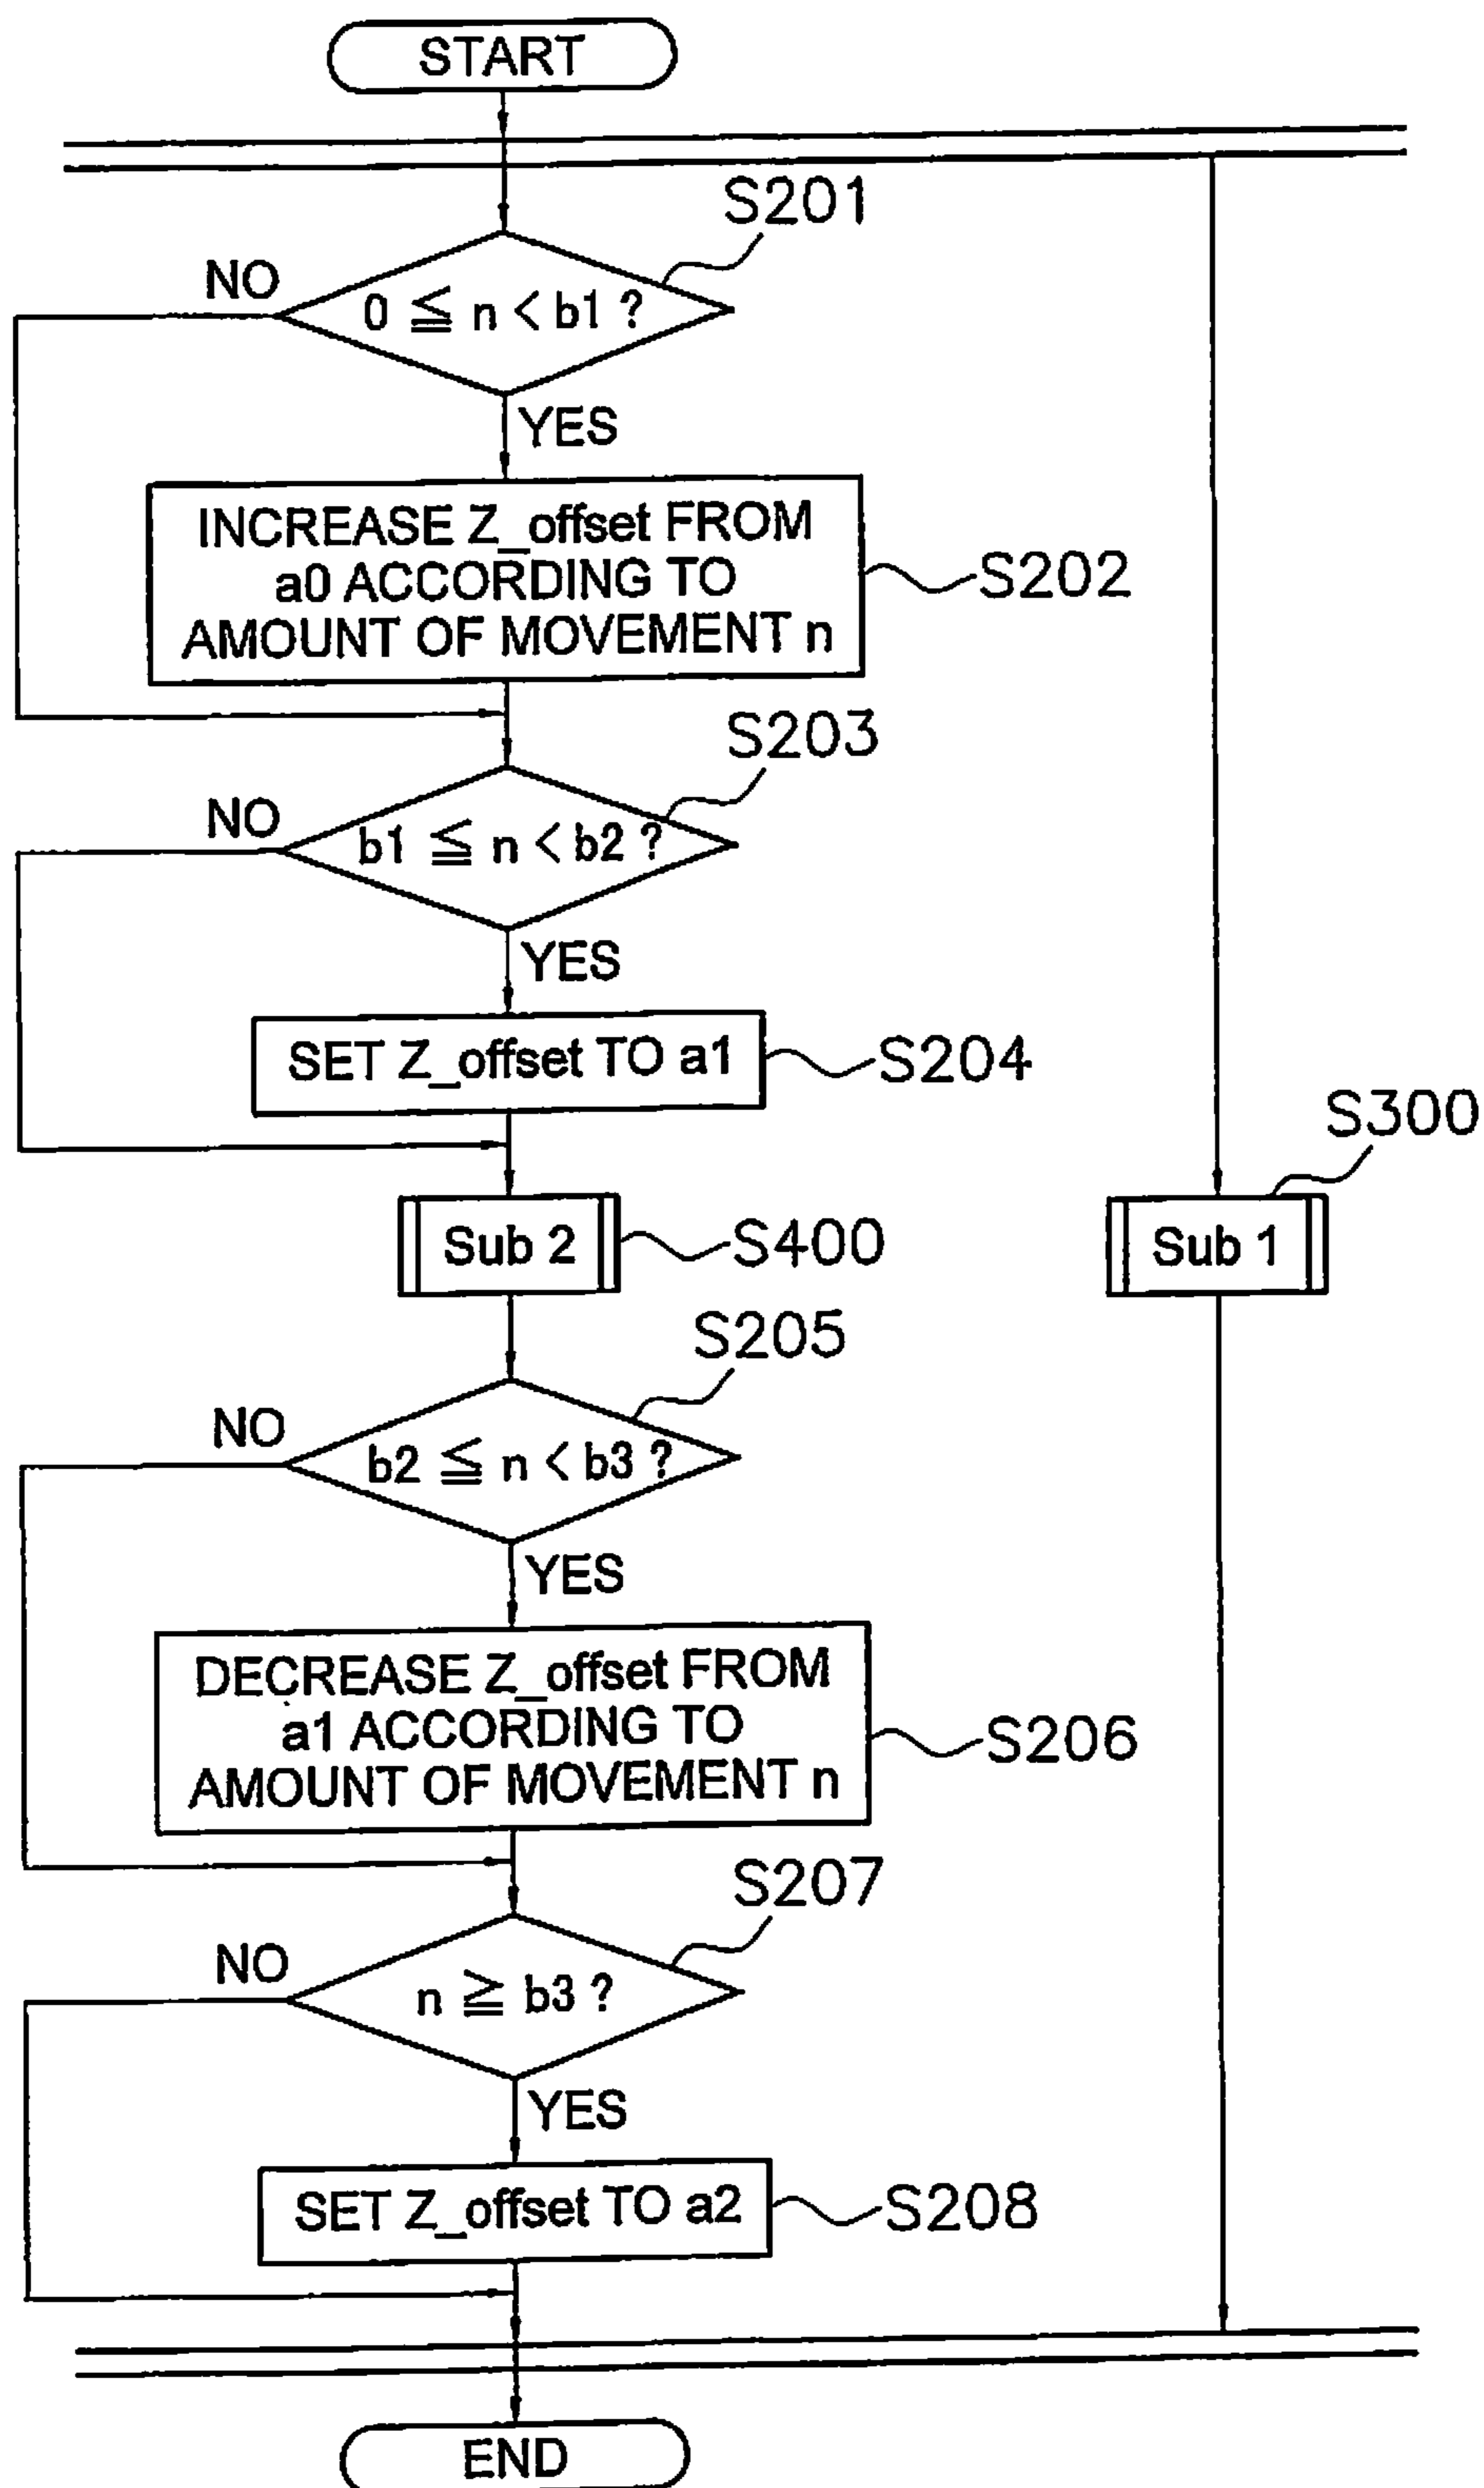 START
S201
NO
0 ≦ n < b1 ?
YES
INCREASE Z_offset FROM
a0 ACCORDING TO
AMOUNT OF MOVEMENT n
S202
S203
NO
b1 ≦ n < b2 ?
YES
SET Z_offset TO a1
S204
S300
Sub 2
S400
Sub 1
S205
NO
b2 ≦ n < b3 ?
YES
DECREASE Z_offset FROM
a1 ACCORDING TO
AMOUNT OF MOVEMENT n
S206
S207
NO
n ≧ b3 ?
YES
SET Z_offset TO a2
S208
END